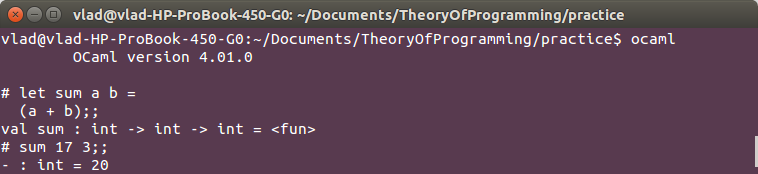 vlad@vlad-HP-ProBook-450-G0: ~/Documents/TheoryOfProgramming/practice
vlad@vlad-HP-ProBook-450-G0:~/Documents/TheoryOfProgramming/practice$ ocaml
        OCaml version 4.01.0
# let sum a b =
  (a + b);;
val sum : int -> int -> int = <fun>
# sum 17 3;;
- : int = 20